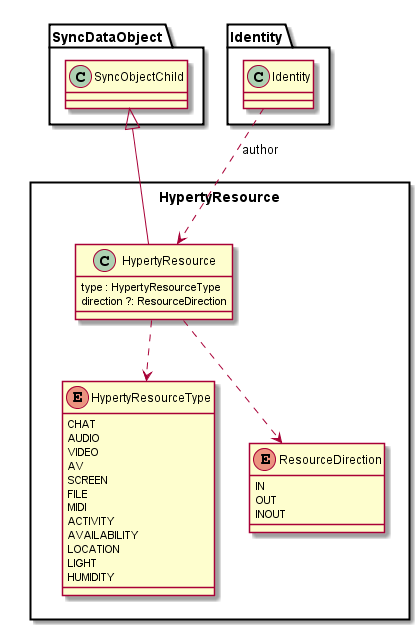 SyncDataObject
Identity
C SyncObjectChild
C Identity
author
HypertyResource
C HypertyResource
type : HypertyResourceType
direction ?: ResourceDirection
E HypertyResourceType
CHAT
AUDIO
VIDEO
AV
SCREEN
FILE
MIDI
ACTIVITY
AVAILABILITY
LOCATION
LIGHT
HUMIDITY
E ResourceDirection
IN
OUT
INOUT